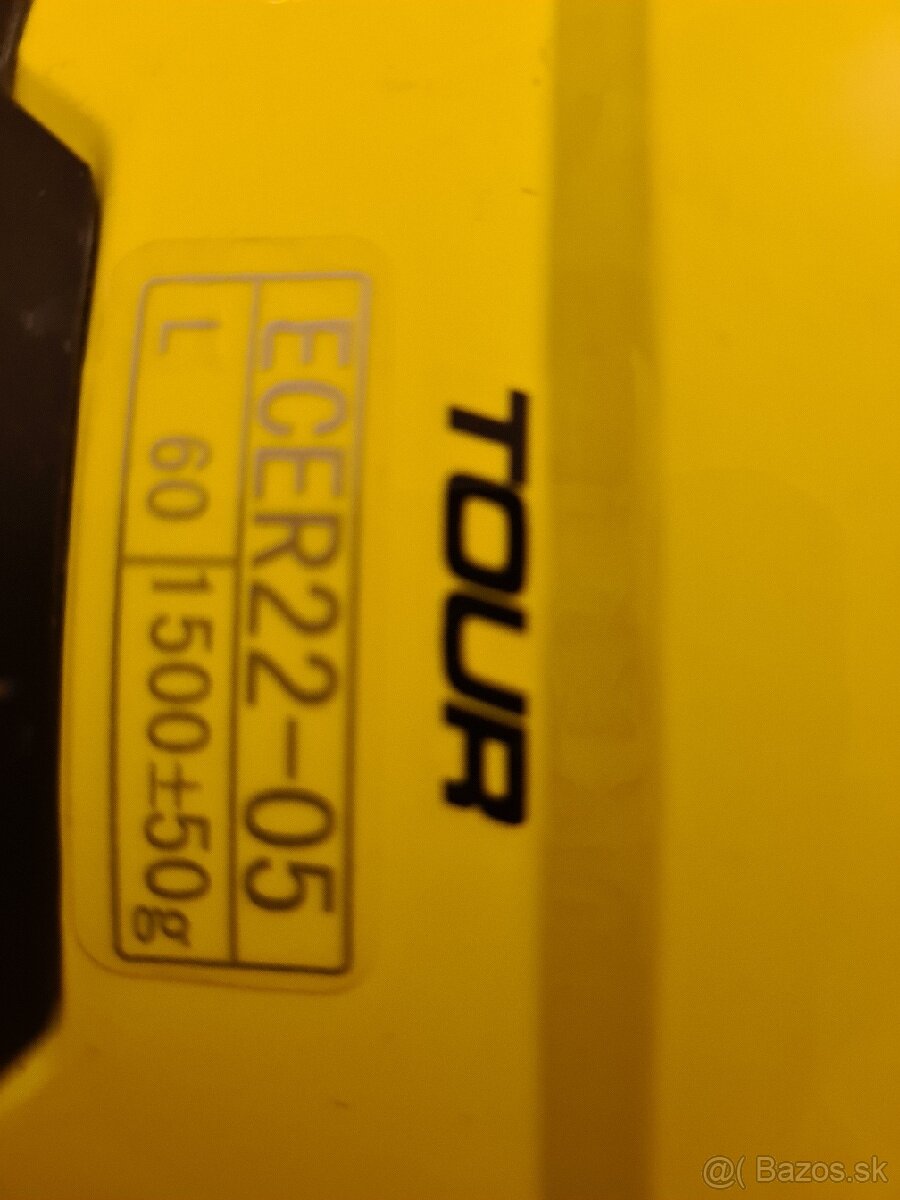 ECER22-05
L 60 1500±50g
TOUR
@( Bazos.sk